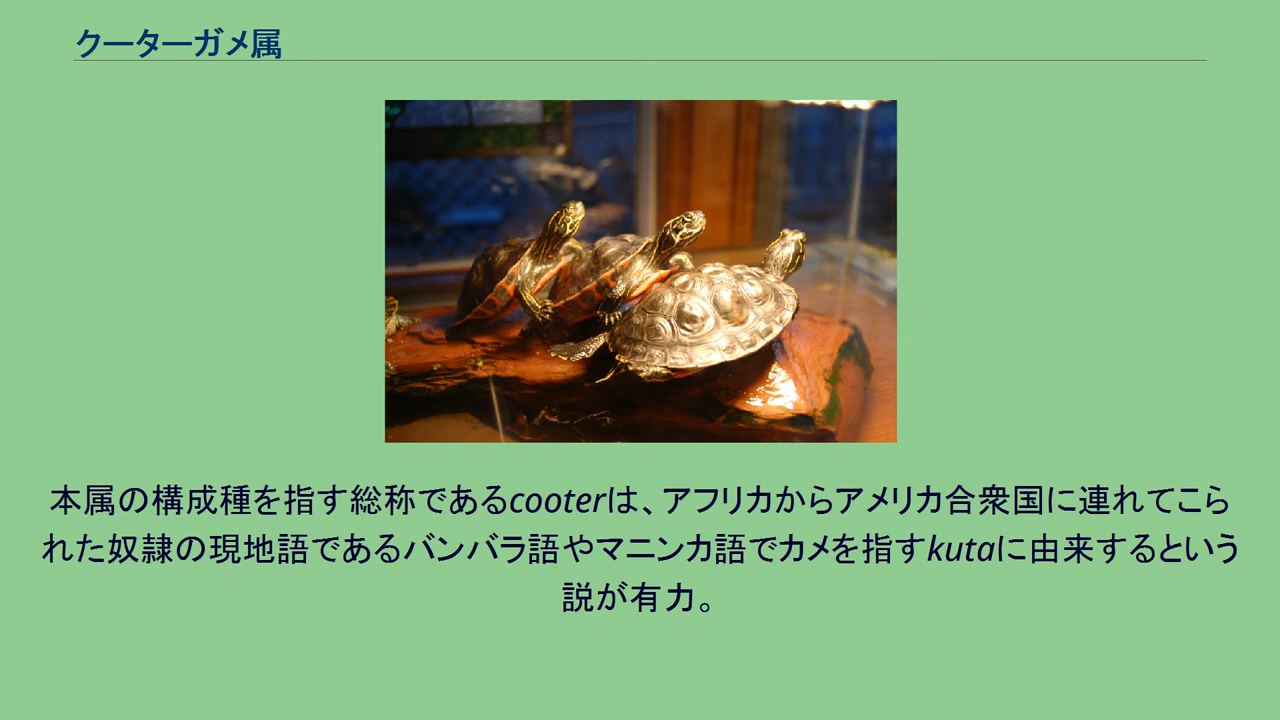 クーターガメ属
本属の構成種を指す総称であるcooterは、アフリカからアメリカ合衆国に連れてこら
れた奴隷の現地語であるバンバラ語やマニンカ語でカメを指すkutaに由来するという
説が有力。